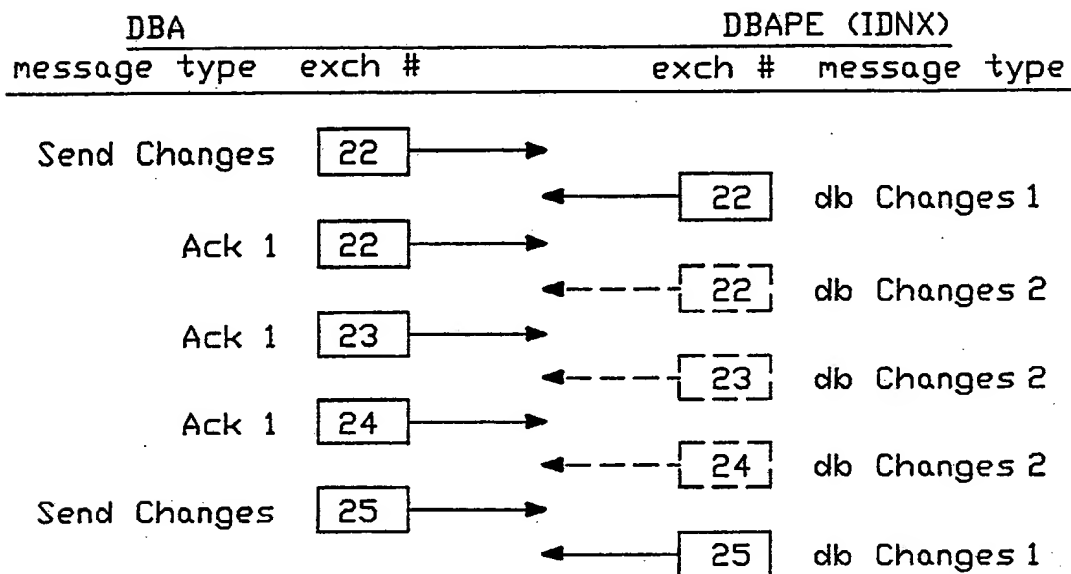 DBA DBAPE (IDNX)
message type exch # exch # message type
Send Changes 22
22 db Changes 1
Ack 1 22
22 db Changes 2
Ack 1 23
23 db Changes 2
Ack 1 24
24 db Changes 2
Send Changes 25
25 db Changes 1